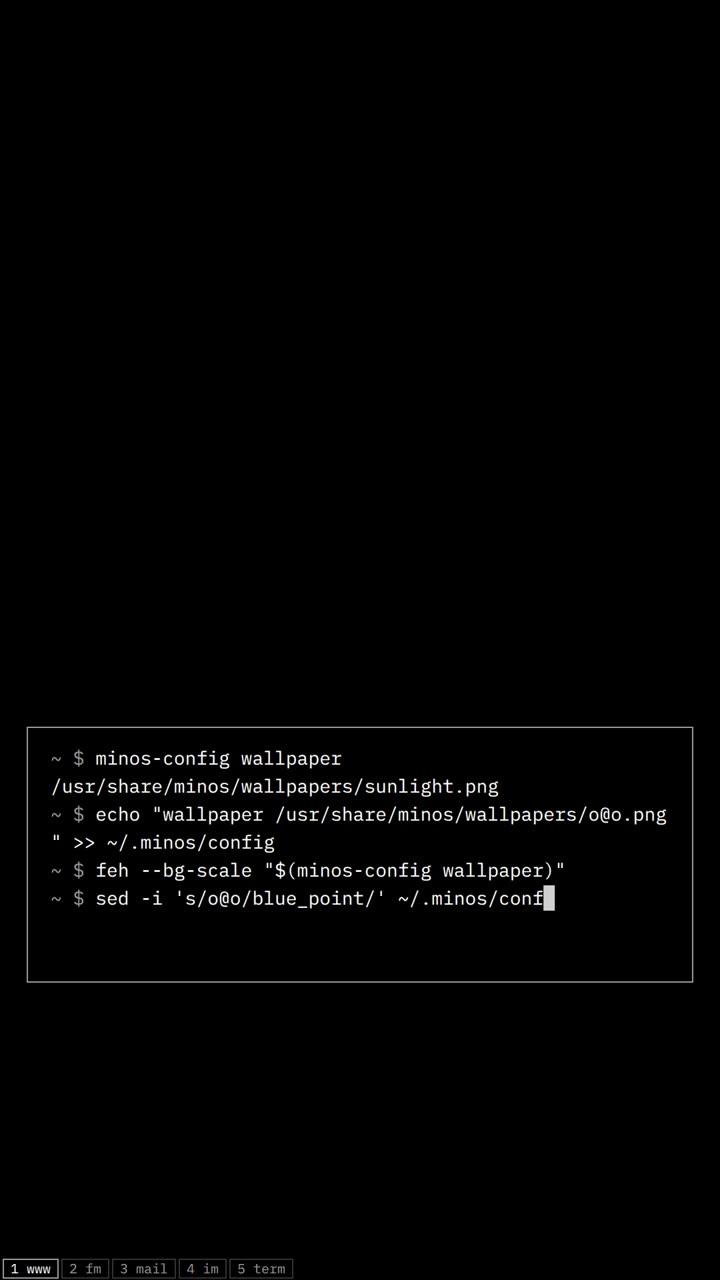 ~ $ minos-config wallpaper
/usr/share/minos/wallpapers/sunlight.png
~ $ echo "wallpaper /usr/share/minos/wallpapers/o@o.png
" >> ~/.minos/config
~ $ feh --bg-scale "$(minos-config wallpaper)"
~ $ sed -i 's/o@o/blue_point/' ~/.minos/conf
1 www 2 fm 3 mail 4 im 5 term